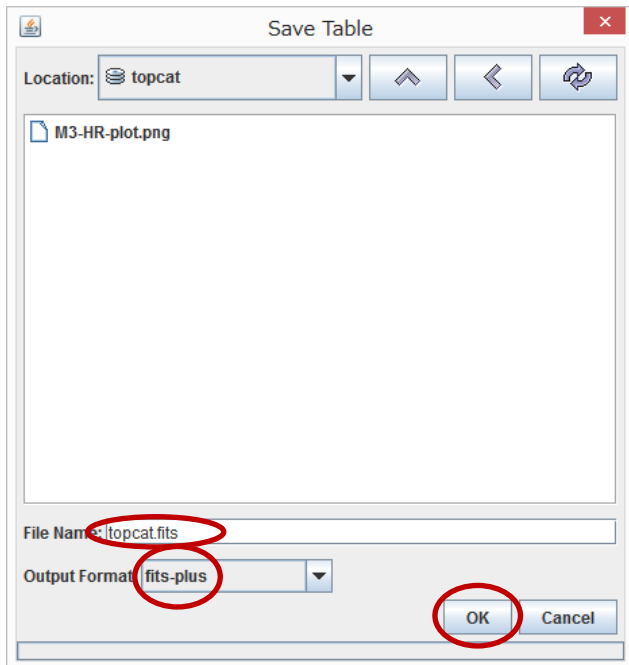 Save Table
Location: topcat
M3-HR-plot.png
File Name: topcat.fits
Output Format: fits-plus
OK Cancel